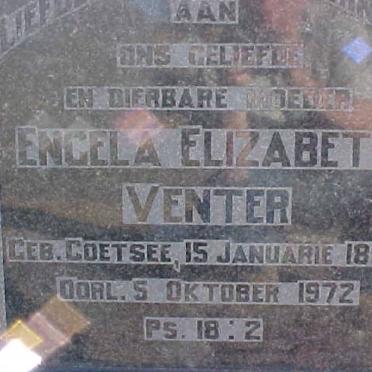 AAN
ONS GELIEFDE
EN DIERBARE MOEDER
ENGELA ELIZABET
VENTER
GEB. COETSEE, 15 JANUARIE 18
OORL. 5 OKTOBER 1972
PS. 18:2